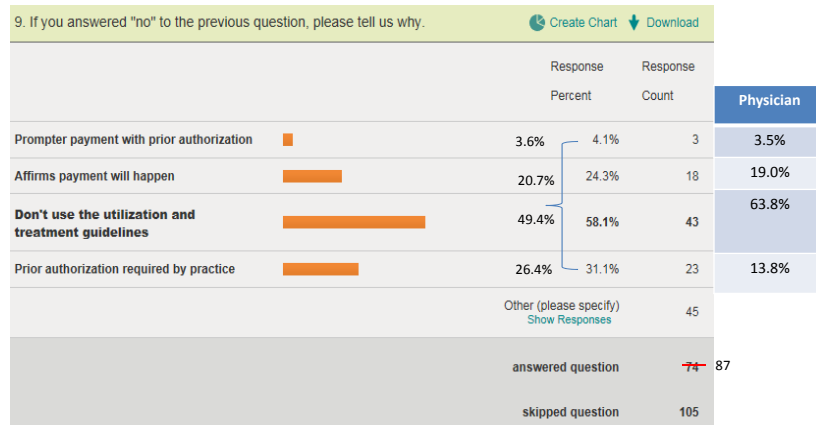 9. If you answered "no" to the previous question, please tell us why. Create Chart Download
Response Response
Percent Count Physician
Prompter payment with prior authorization 3.6% 4.1% 3 3.5%
Affirms payment will happen 20.7% 24.3% 18 19.0%
Don't use the utilization and
treatment guidelines 49.4% 58.1% 43 63.8%
Prior authorization required by practice 26.4% 31.1% 23 13.8%
Other (please specify) 45
Show Responses
answered question 74 87
skipped question 105